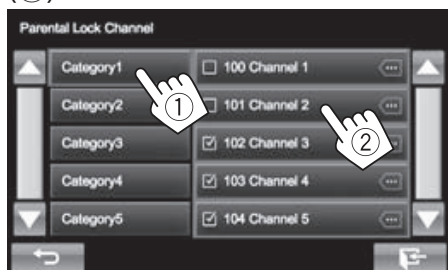 Parental Lock Channel
Category1
100 Channel 1
Category2
101 Channel 2
Category3
102 Channel 3
Category4
103 Channel 4
Category5
104 Channel 5
①
②